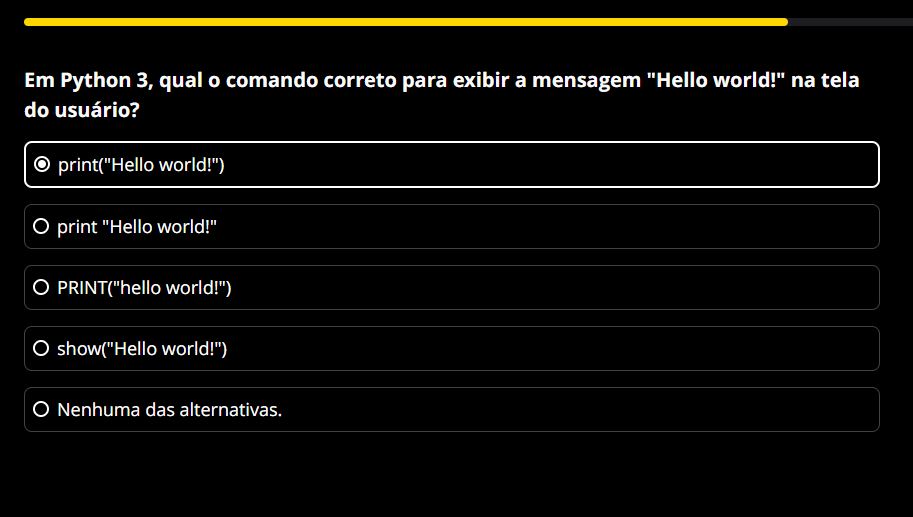 Em Python 3, qual o comando correto para exibir a mensagem "Hello world!" na tela
do usuário?
print("Hello world!")
print "Hello world!"
PRINT("hello world!")
show("Hello world!")
Nenhuma das alternativas.